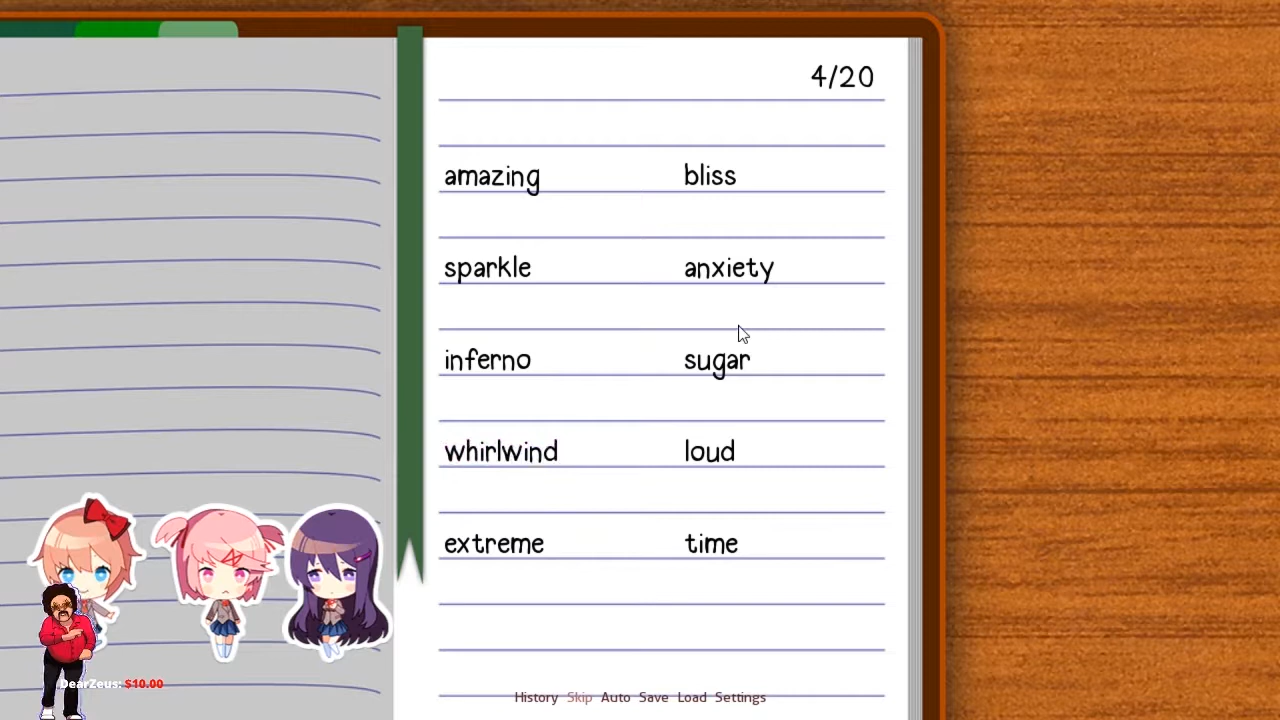 4/20
amazing bliss
sparkle anxiety
inferno sugar
whirlwind loud
extreme time
DearZeus: $10.00
History Skip Auto Save Load Settings